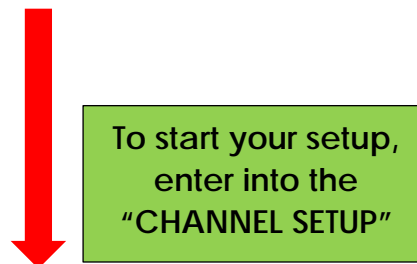 To start your setup,
enter into the
“CHANNEL SETUP”